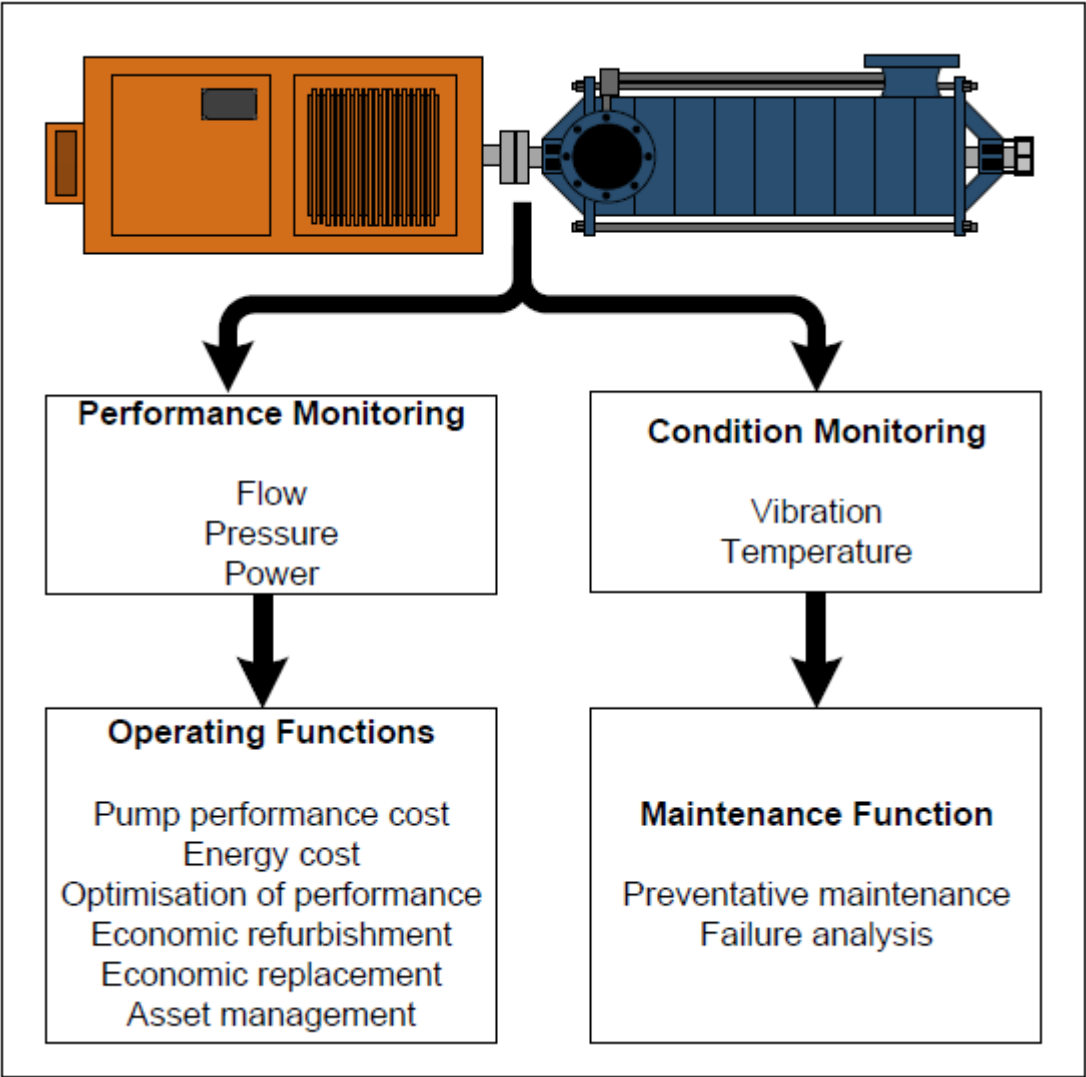 Performance Monitoring
Flow
Pressure
Power
Condition Monitoring
Vibration
Temperature
Operating Functions
Pump performance cost
Energy cost
Optimisation of performance
Economic refurbishment
Economic replacement
Asset management
Maintenance Function
Preventative maintenance
Failure analysis